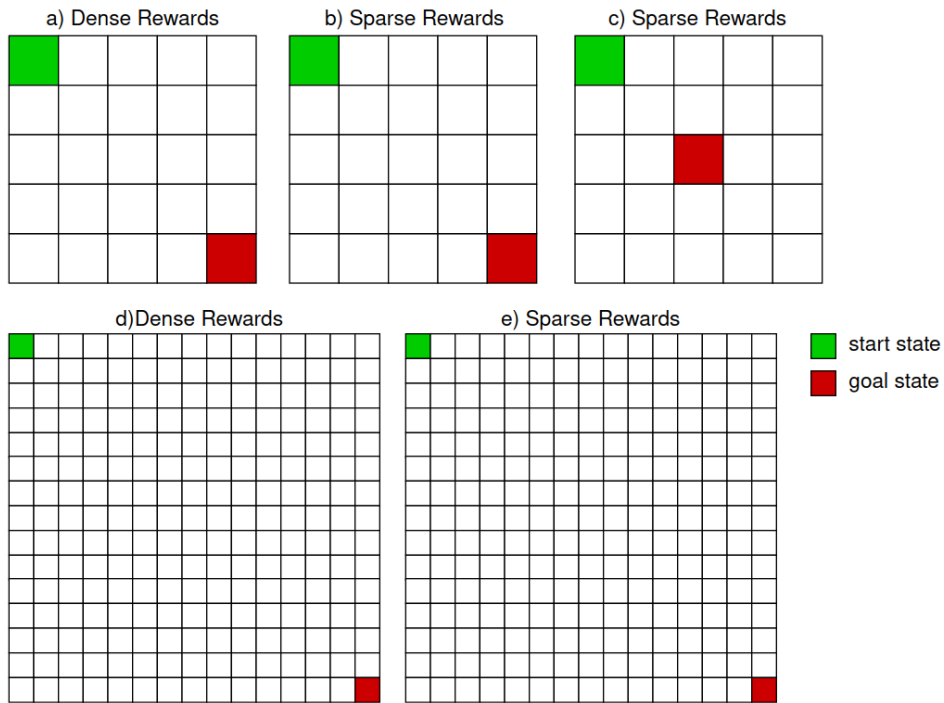 a) Dense Rewards
b) Sparse Rewards
c) Sparse Rewards
d)Dense Rewards
e) Sparse Rewards
start state
goal state